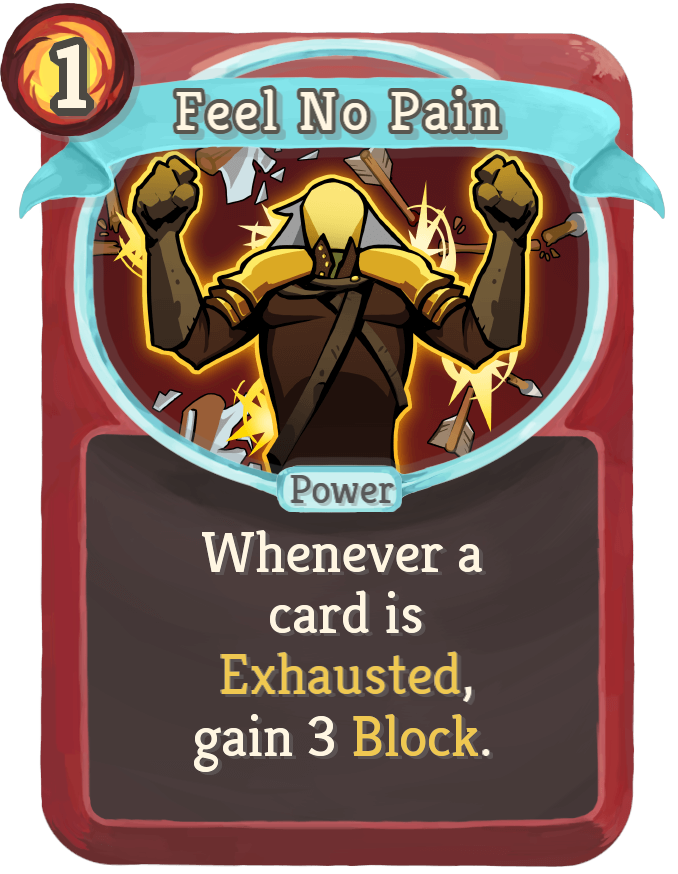 1
Feel No Pain
Power
Whenever a
card is
Exhausted,
gain 3 Block.